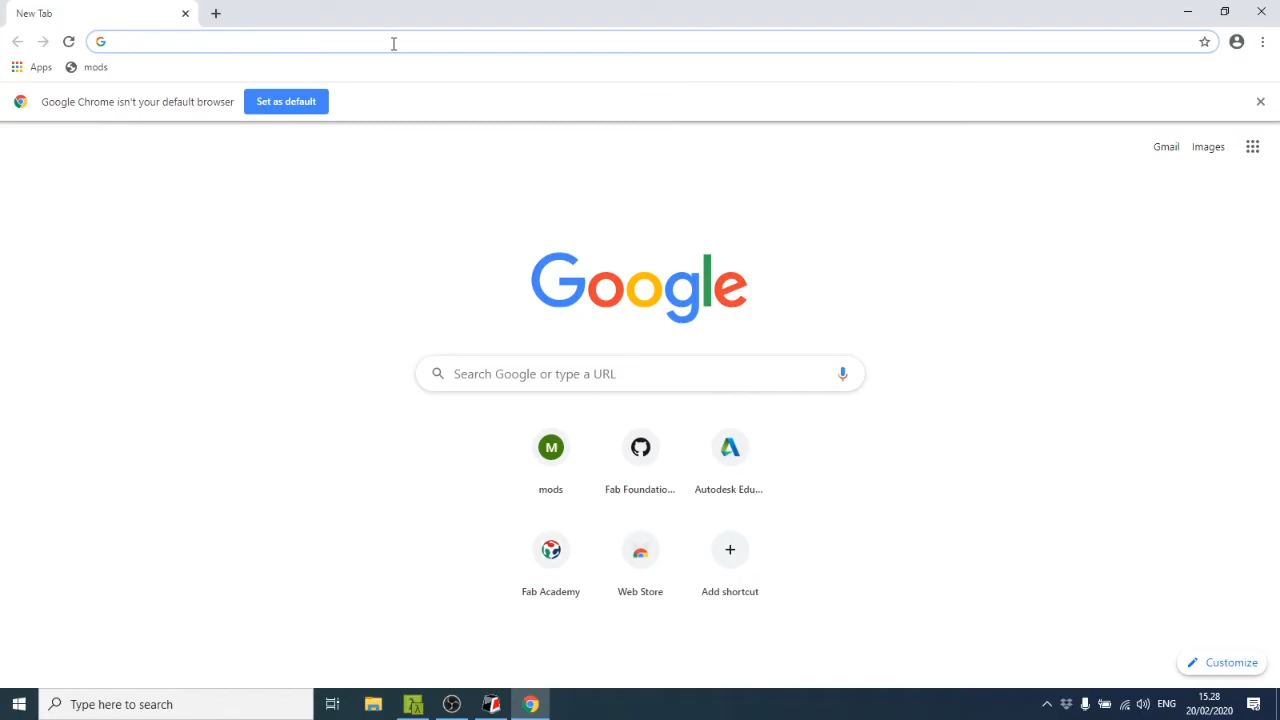 New Tab
Apps
mods
Google Chrome isn't your default browser
Set as default
Gmail
Images
Google
Search Google or type a URL
M
mods
Fab Foundatio...
Autodesk Edu...
Fab Academy
Web Store
Add shortcut
Customize
Type here to search
ENG
15.28
20/02/2020